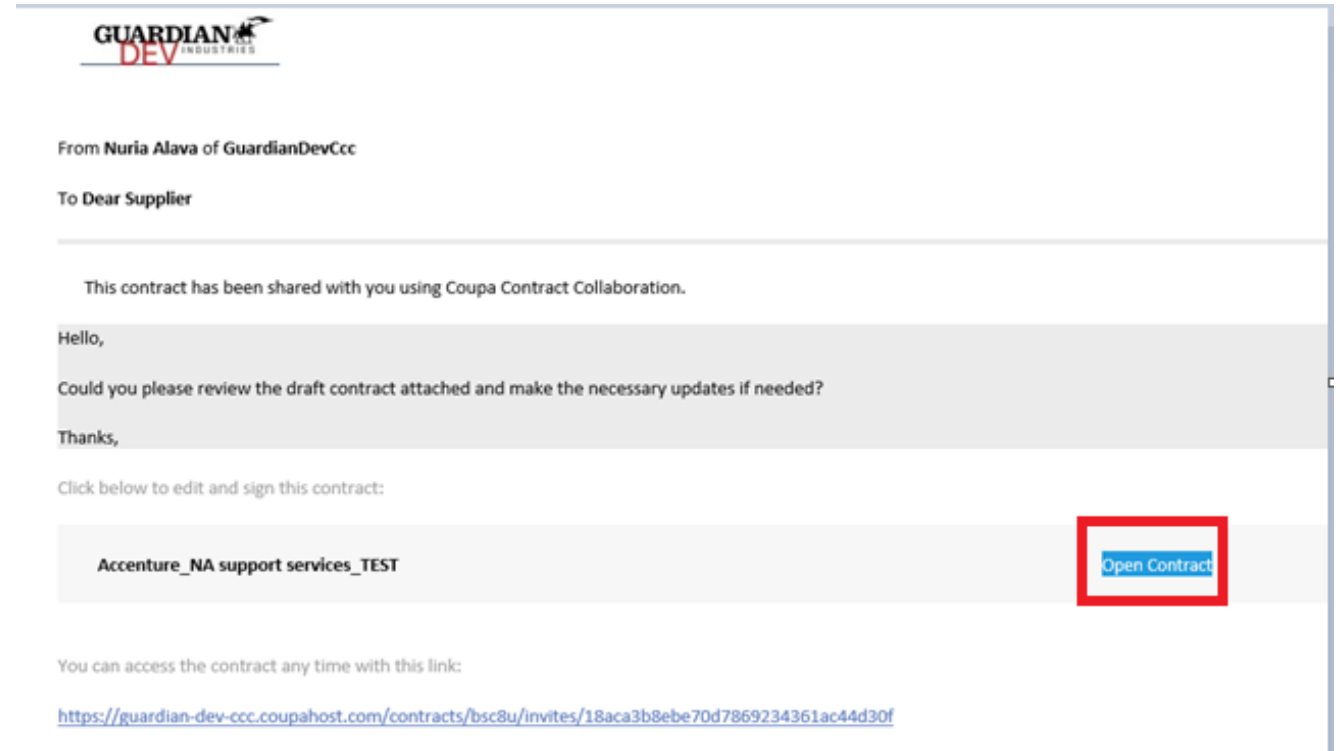 GUARDIAN
DEV INDUSTRIES
From Nuria Alava of GuardianDevCcc
To Dear Supplier
This contract has been shared with you using Coupa Contract Collaboration.
Hello,
Could you please review the draft contract attached and make the necessary updates if needed?
Thanks,
Click below to edit and sign this contract:
Accenture_NA support services_TEST
Open Contract
You can access the contract any time with this link:
https://guardian-dev-ccc.coupahost.com/contracts/bsc8u/invites/18aca3b8ebe70d7869234361ac44d30f